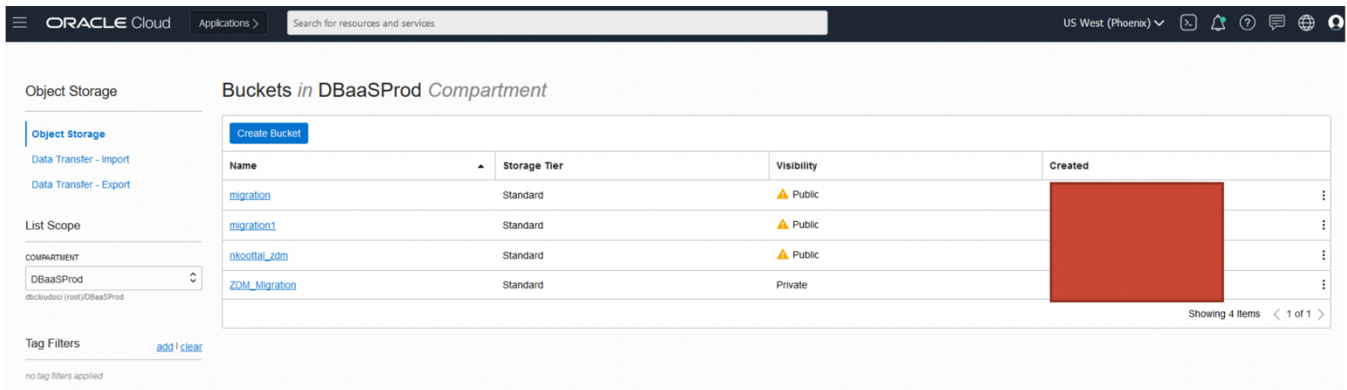 ORACLE Cloud Applications > Search for resources and services US West (Phoenix)
Object Storage
Buckets in DBaaSProd Compartment
Object Storage
Data Transfer - Import
Data Transfer - Export
List Scope
COMPARTMENT
DBaaSProd
dbcloudoci (root)/DBaaSProd
Tag Filters add | clear
no tag filters applied
Create Bucket
Name Storage Tier Visibility Created
migration Standard Public
migration1 Standard Public
nkoottal_zdm Standard Public
ZDM_Migration Standard Private
Showing 4 Items < 1 of 1 >